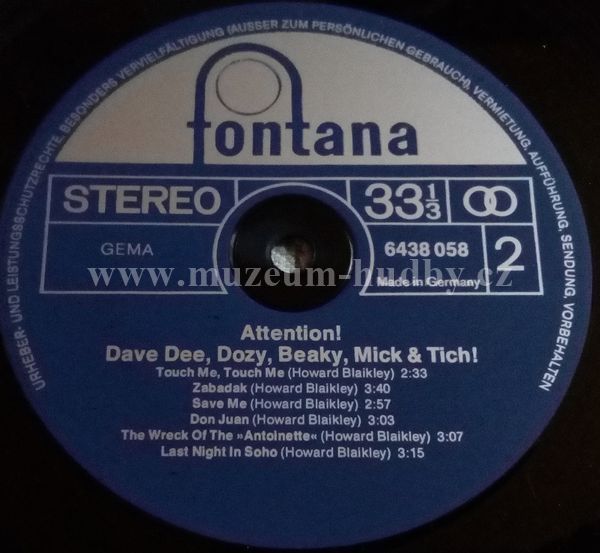 URHEBER- UND LEISTUNGSSCHUTZRECHTE, BESONDERS VERVIELFÄLTIGUNG (AUSSER ZUM PERSÖNLICHEN GEBRAUCH), VERMIETUNG, AUFFÜHRUNG, SENDUNG, VORBEHALTEN
fontana
STEREO 33 1/3
GEMA 6438 058 2
www.muzeum-hudby.cz
Made in Germany
Attention!
Dave Dee, Dozy, Beaky, Mick & Tich!
Touch Me, Touch Me (Howard Blaikley) 2:33
Zabadak (Howard Blaikley) 3:40
Save Me (Howard Blaikley) 2:57
Don Juan (Howard Blaikley) 3:03
The Wreck Of The »Antoinette« (Howard Blaikley) 3:07
Last Night In Soho (Howard Blaikley) 3:15